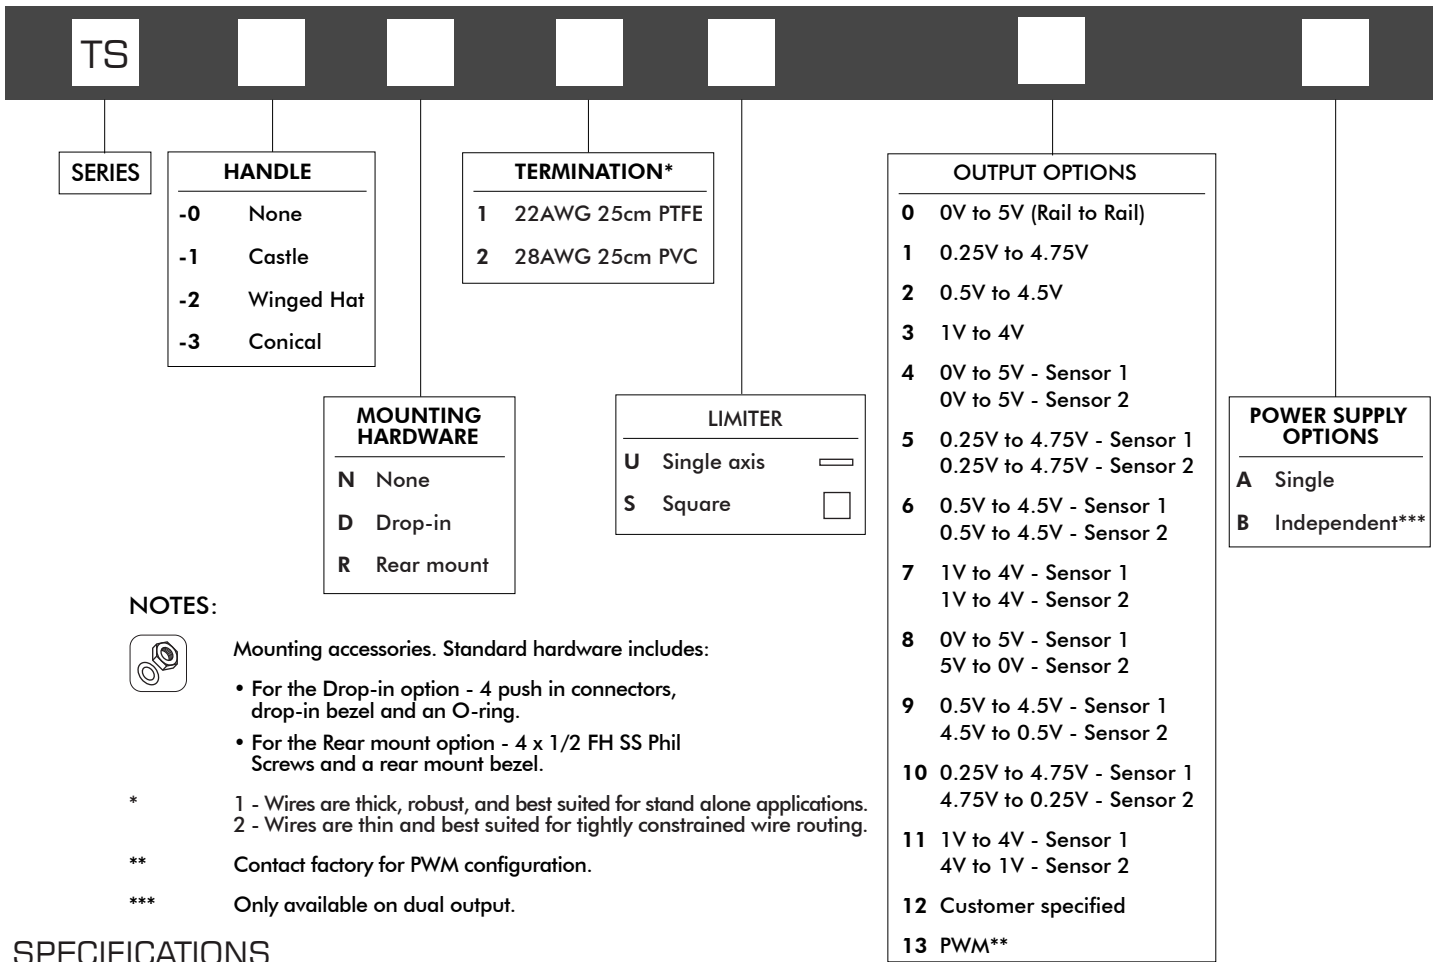 TS
SERIES
HANDLE
-0 None
-1 Castle
-2 Winged Hat
-3 Conical
MOUNTING
HARDWARE
N None
D Drop-in
R Rear mount
TERMINATION*
1 22AWG 25cm PTFE
2 28AWG 25cm PVC
LIMITER
U Single axis
S Square
OUTPUT OPTIONS
0 0V to 5V (Rail to Rail)
1 0.25V to 4.75V
2 0.5V to 4.5V
3 1V to 4V
4 0V to 5V - Sensor 1
0V to 5V - Sensor 2
5 0.25V to 4.75V - Sensor 1
0.25V to 4.75V - Sensor 2
6 0.5V to 4.5V - Sensor 1
0.5V to 4.5V - Sensor 2
7 1V to 4V - Sensor 1
1V to 4V - Sensor 2
8 0V to 5V - Sensor 1
5V to 0V - Sensor 2
9 0.5V to 4.5V - Sensor 1
4.5V to 0.5V - Sensor 2
10 0.25V to 4.75V - Sensor 1
4.75V to 0.25V - Sensor 2
11 1V to 4V - Sensor 1
4V to 1V - Sensor 2
12 Customer specified
13 PWM**
POWER SUPPLY
OPTIONS
A Single
B Independent***
NOTES:
Mounting accessories. Standard hardware includes:
• For the Drop-in option - 4 push in connectors,
drop-in bezel and an O-ring.
• For the Rear mount option - 4 x 1/2 FH SS Phil
Screws and a rear mount bezel.
* 1 - Wires are thick, robust, and best suited for stand alone applications.
2 - Wires are thin and best suited for tightly constrained wire routing.
** Contact factory for PWM configuration.
*** Only available on dual output.
SPECIFICATIONS